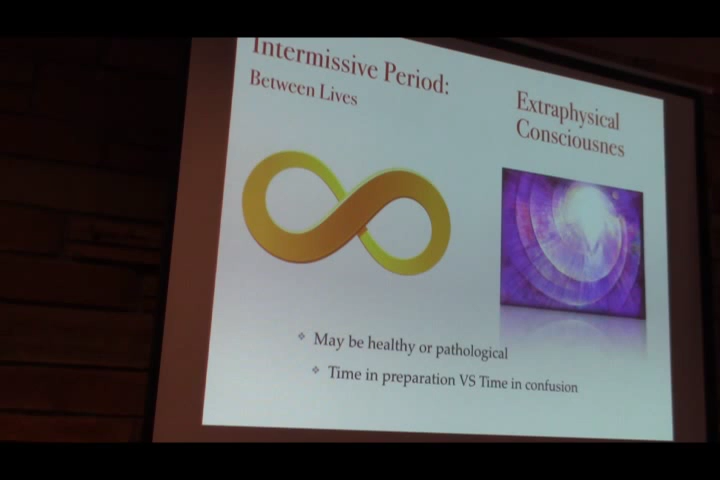 Intermissive Period:
Between Lives
Extraphysical
Consciousnes
May be healthy or pathological
Time in preparation VS Time in confusion